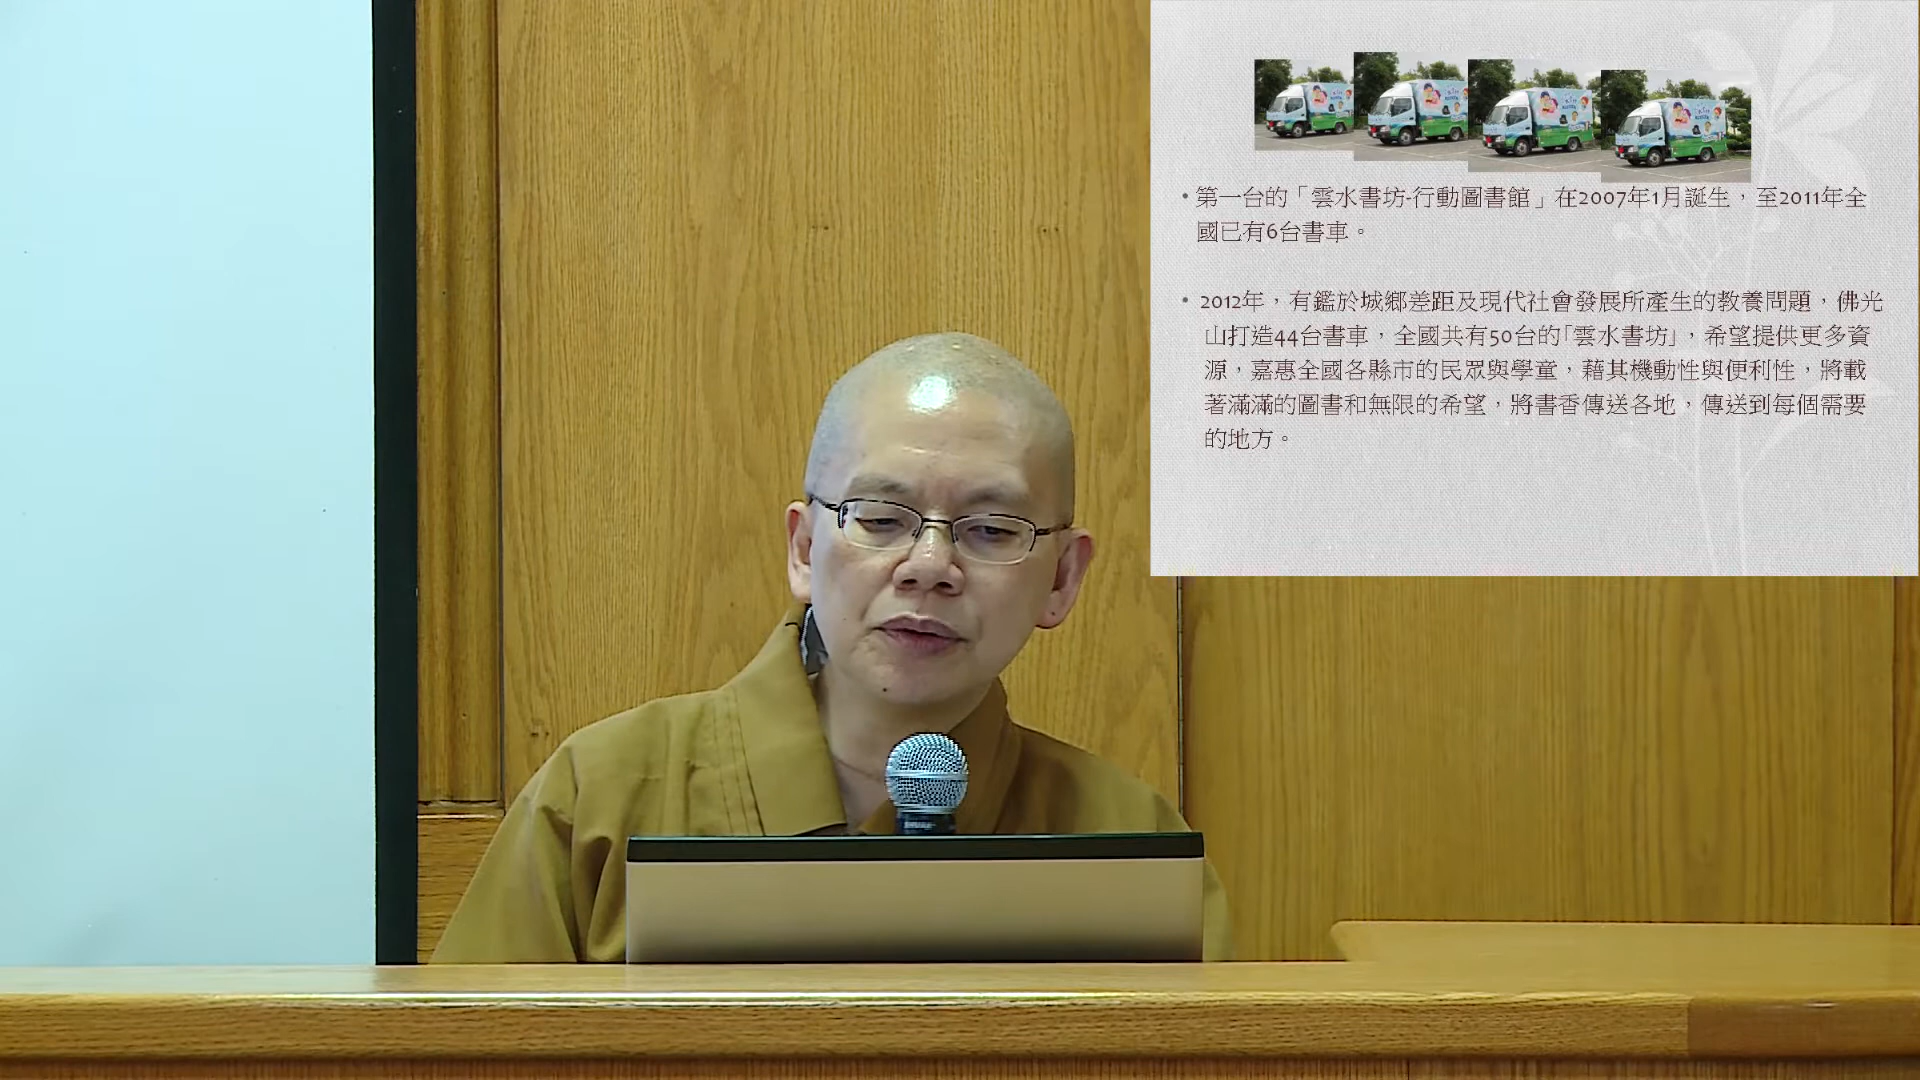 • 第一台的「雲水書坊-行動圖書館」在2007年1月誕生，至2011年全
國已有6台書車。
• 2012年，有鑑於城鄉差距及現代社會發展所產生的教養問題，佛光
山打造44台書車，全國共有50台的「雲水書坊」，希望提供更多資
源，嘉惠全國各縣市的民眾與學童，藉其機動性與便利性，將載
著滿滿的圖書和無限的希望，將書香傳送各地，傳送到每個需要
的地方。